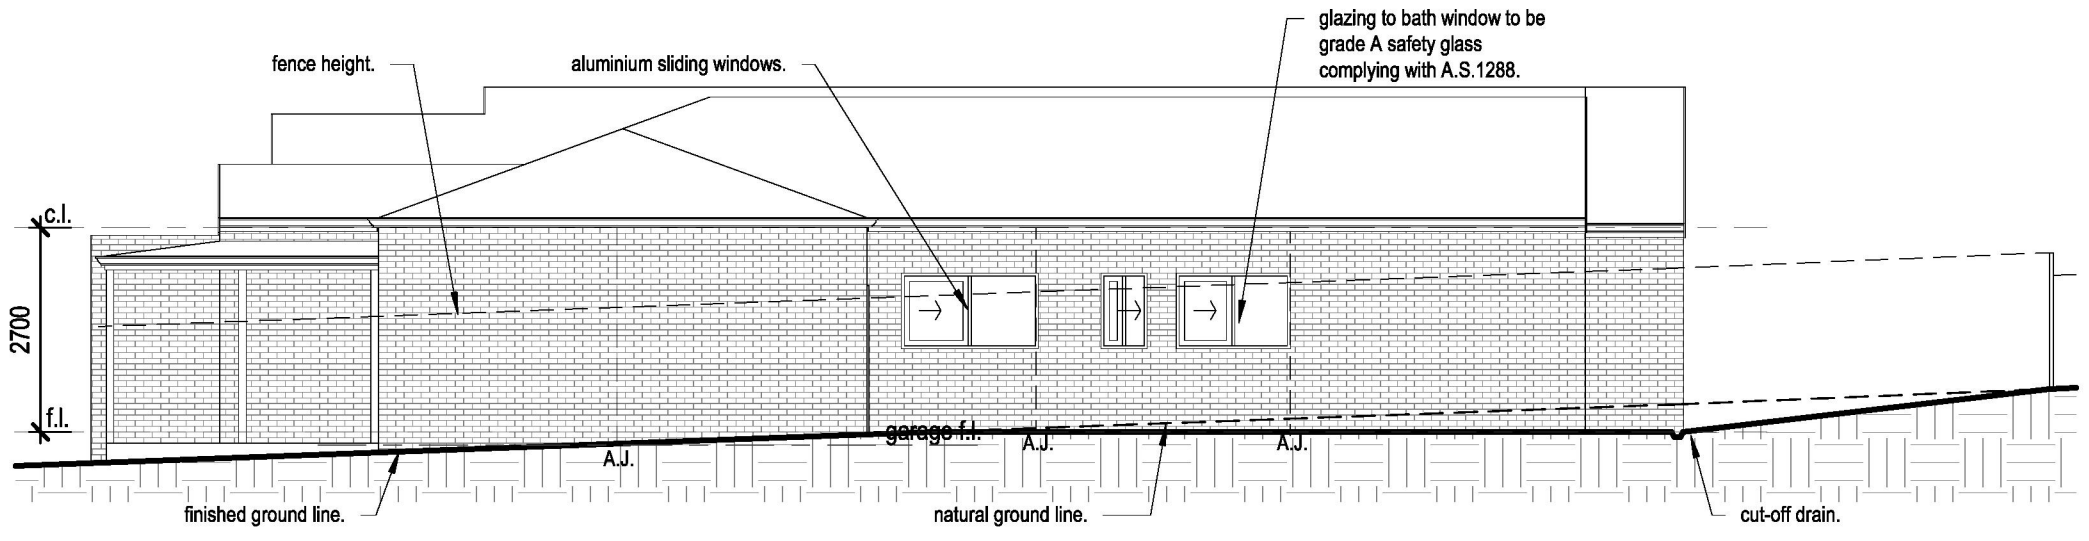 glazing to bath window to be
grade A safety glass
complying with A.S.1288.
fence height.
aluminium sliding windows.
c.l.
2700
f.l.
garage f.l.
A.J.
A.J.
A.J.
finished ground line.
natural ground line.
cut-off drain.